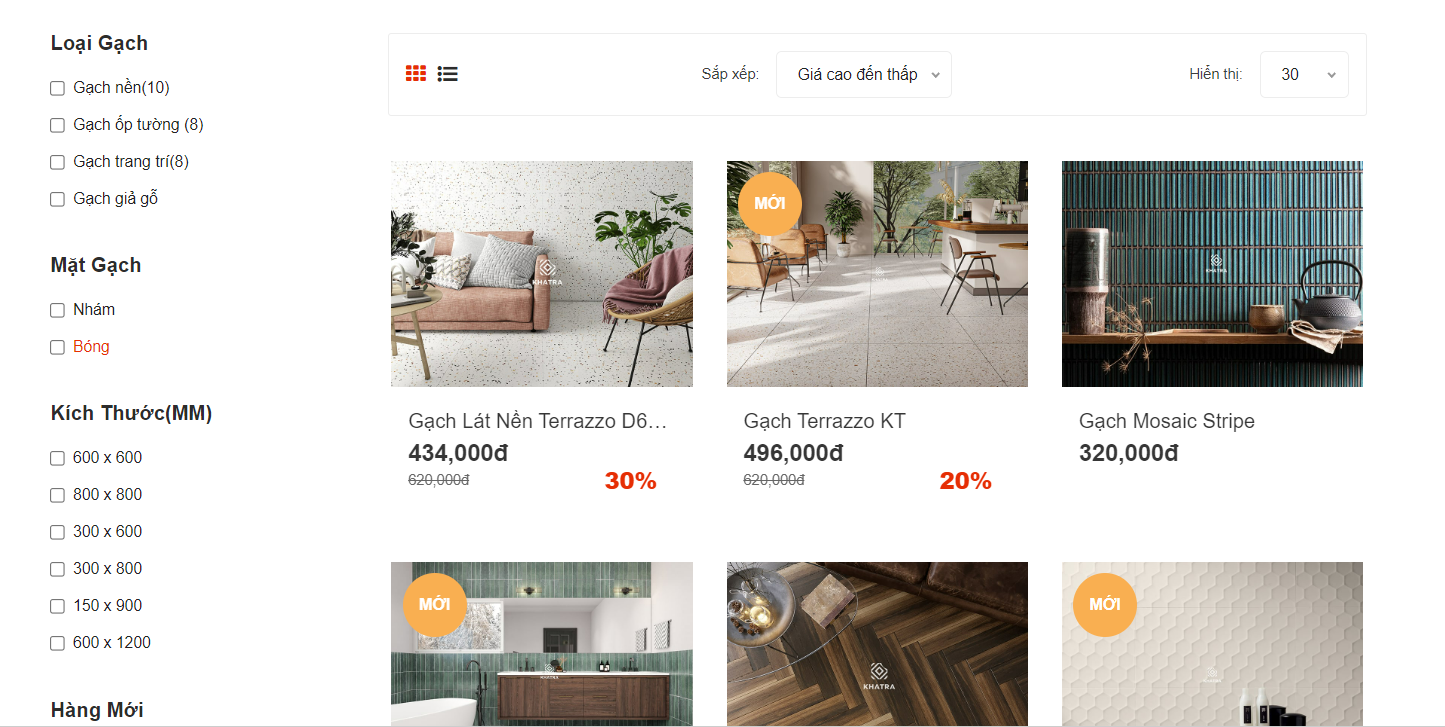 Loại Gạch
Gạch nền(10)
Gạch ốp tường (8)
Gạch trang trí(8)
Gạch giả gỗ
Mặt Gạch
Nhám
Bóng
Kích Thước(MM)
600 x 600
800 x 800
300 x 600
300 x 800
150 x 900
600 x 1200
Hàng Mới
Sắp xếp:
Giá cao đến thấp
Hiển thị:
30
KHATRA
MỚI
KHATRA
Gạch Lát Nền Terrazzo D6...
434,000đ
620,000đ
30%
Gạch Terrazzo KT
496,000đ
620,000đ
20%
Gạch Mosaic Stripe
320,000đ
MỚI
KHATRA
MỚI